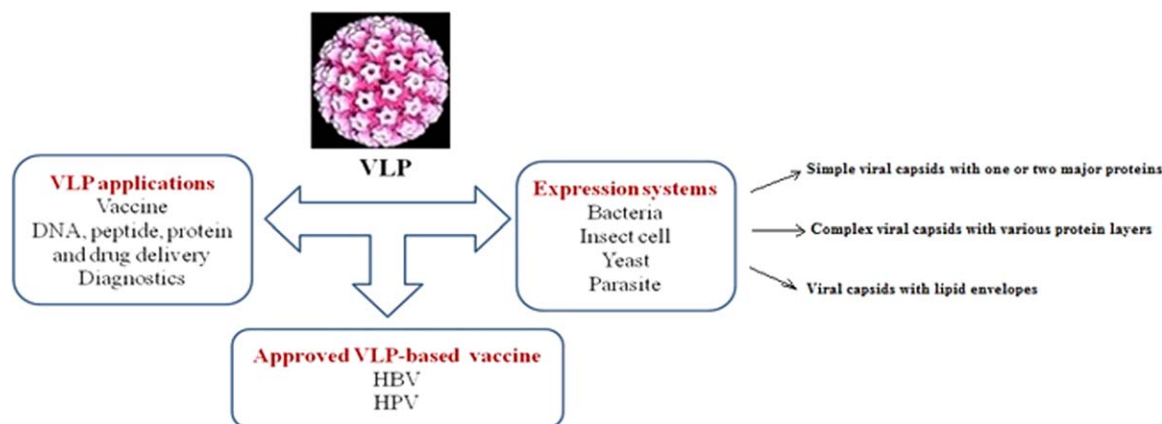 VLP
VLP applications
Vaccine
DNA, peptide, protein
and drug delivery
Diagnostics
Expression systems
Bacteria
Insect cell
Yeast
Parasite
Simple viral capsids with one or two major proteins
Complex viral capsids with various protein layers
Viral capsids with lipid envelopes
Approved VLP-based vaccine
HBV
HPV